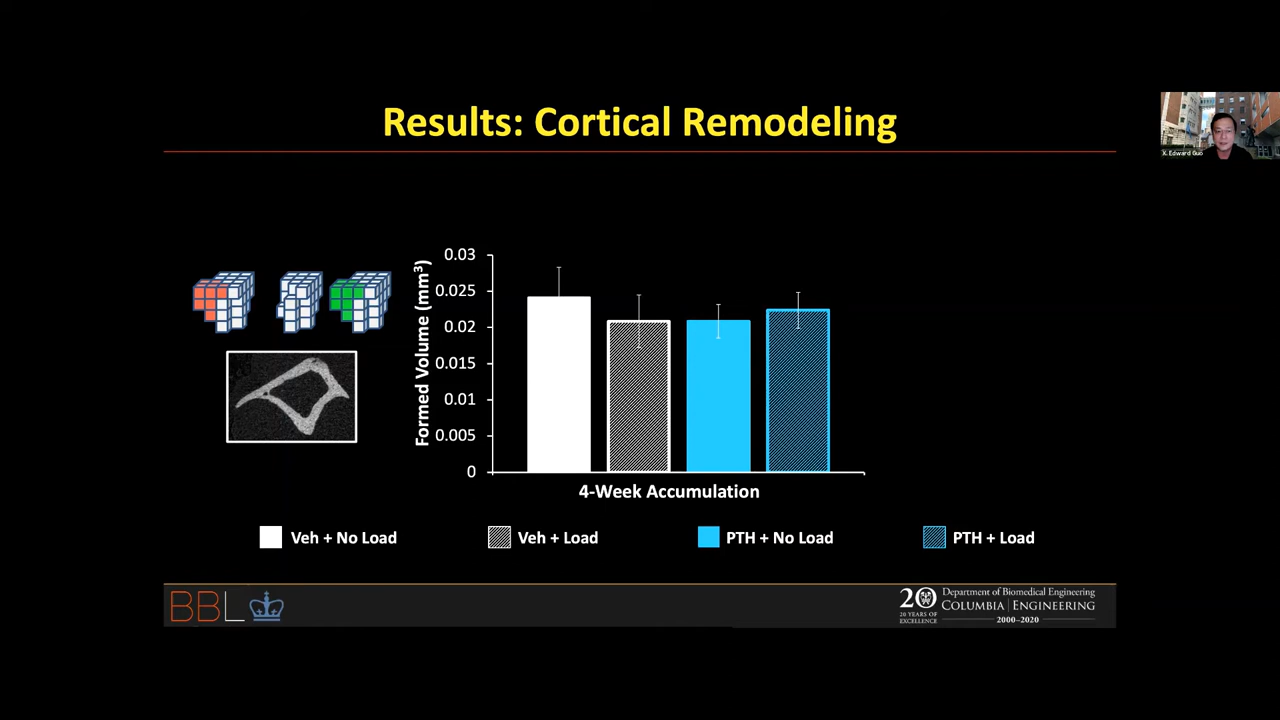 Results: Cortical Remodeling
X. Edward Guo
Formed Volume (mm³)
0.03
0.025
0.02
0.015
0.01
0.005
0
4-Week Accumulation
Veh + No Load
Veh + Load
PTH + No Load
PTH + Load
BBL
20
20 YEARS OF
EXCELLENCE
Department of Biomedical Engineering
COLUMBIA | ENGINEERING
2000–2020